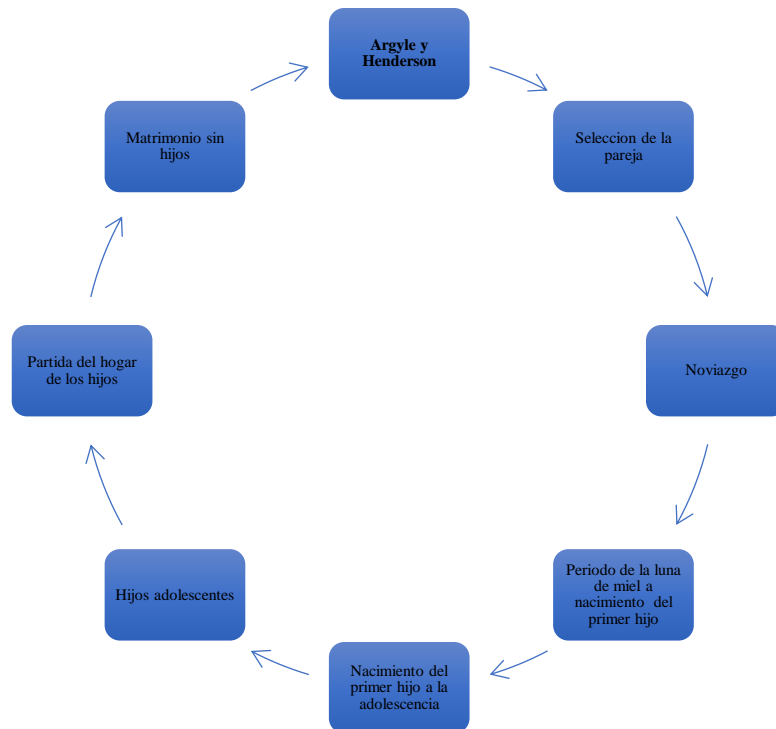 Argyle y
Henderson
Seleccion de la
pareja
Noviazgo
Periodo de la luna
de miel a
nacimiento del
primer hijo
Nacimiento del
primer hijo a la
adolescencia
Hijos adolescentes
Partida del hogar
de los hijos
Matrimonio sin
hijos